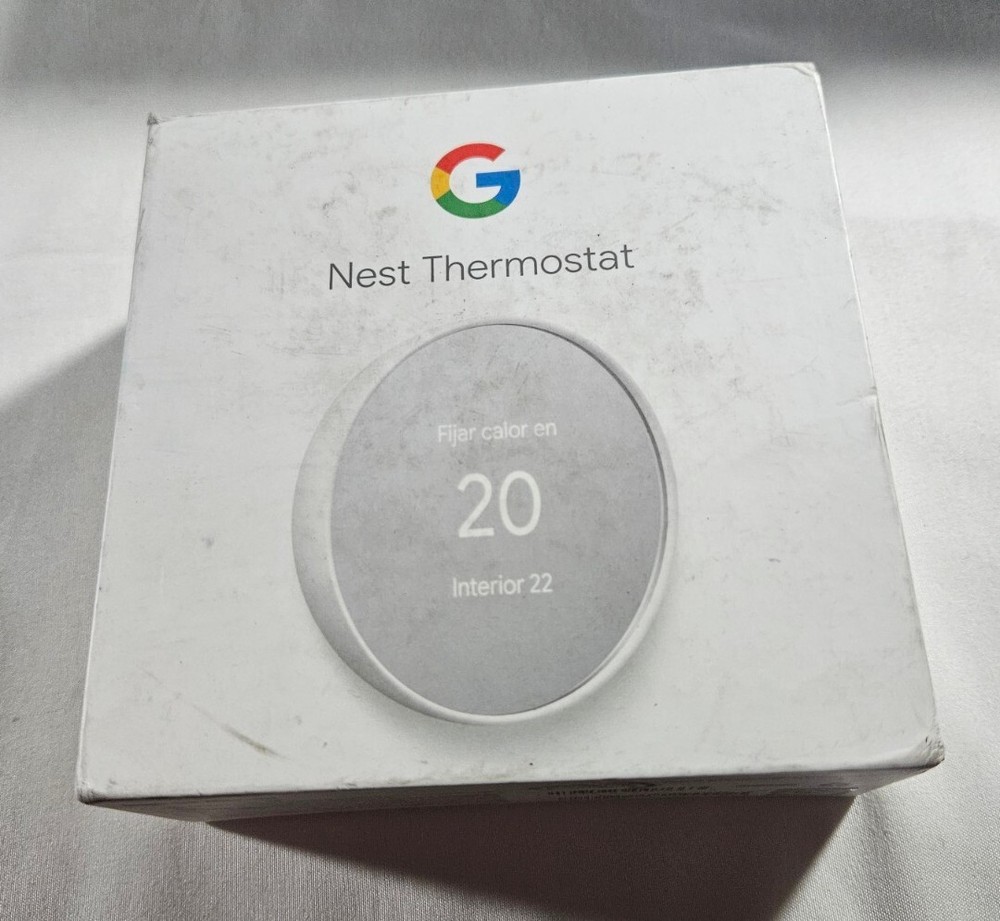 Nest Thermostat
Fijar calor en
20
Interior 22